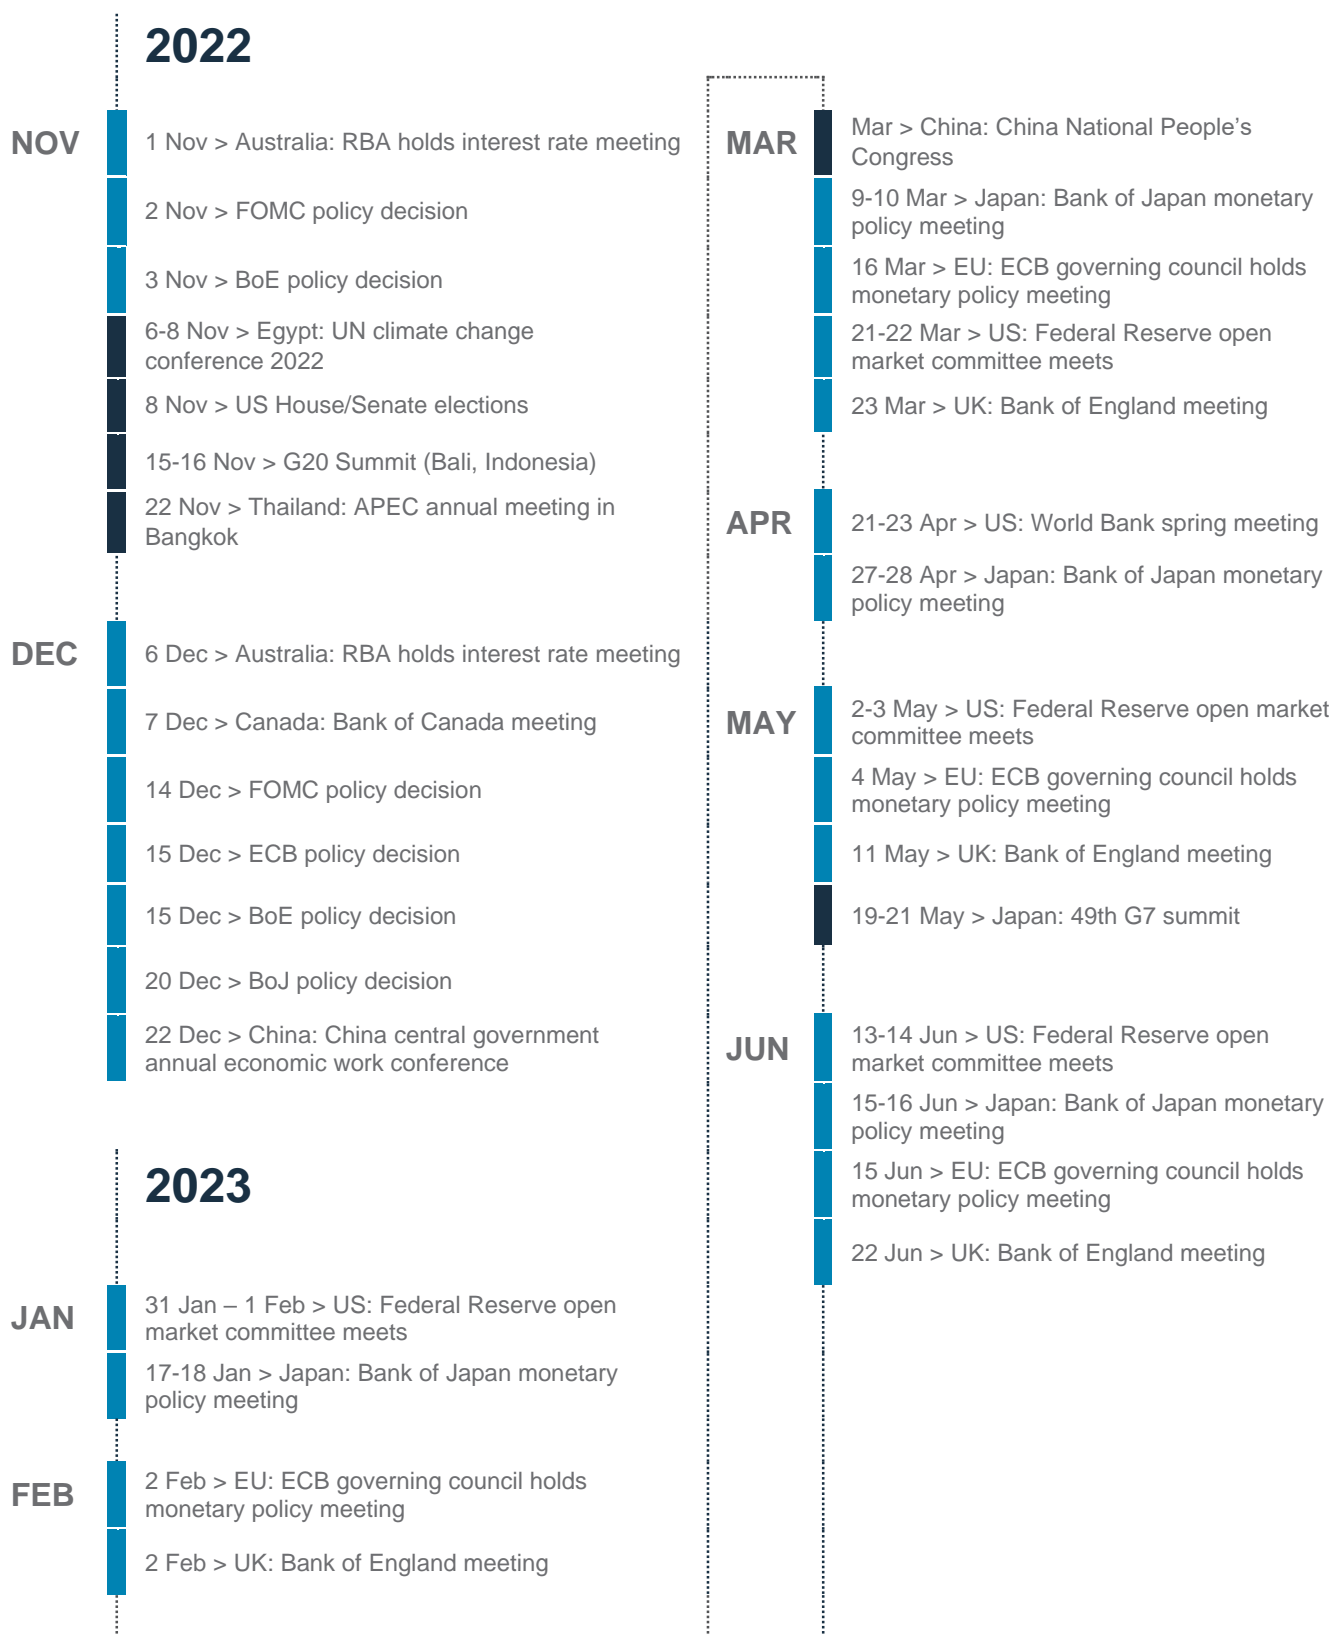 2022
NOV
1 Nov > Australia: RBA holds interest rate meeting
2 Nov > FOMC policy decision
3 Nov > BoE policy decision
6-8 Nov > Egypt: UN climate change
conference 2022
8 Nov > US House/Senate elections
15-16 Nov > G20 Summit (Bali, Indonesia)
22 Nov > Thailand: APEC annual meeting in
Bangkok
DEC
6 Dec > Australia: RBA holds interest rate meeting
7 Dec > Canada: Bank of Canada meeting
14 Dec > FOMC policy decision
15 Dec > ECB policy decision
15 Dec > BoE policy decision
20 Dec > BoJ policy decision
22 Dec > China: China central government
annual economic work conference
2023
JAN
31 Jan – 1 Feb > US: Federal Reserve open
market committee meets
17-18 Jan > Japan: Bank of Japan monetary
policy meeting
FEB
2 Feb > EU: ECB governing council holds
monetary policy meeting
2 Feb > UK: Bank of England meeting
MAR
Mar > China: China National People’s
Congress
9-10 Mar > Japan: Bank of Japan monetary
policy meeting
16 Mar > EU: ECB governing council holds
monetary policy meeting
21-22 Mar > US: Federal Reserve open
market committee meets
23 Mar > UK: Bank of England meeting
APR
21-23 Apr > US: World Bank spring meeting
27-28 Apr > Japan: Bank of Japan monetary
policy meeting
MAY
2-3 May > US: Federal Reserve open market
committee meets
4 May > EU: ECB governing council holds
monetary policy meeting
11 May > UK: Bank of England meeting
19-21 May > Japan: 49th G7 summit
JUN
13-14 Jun > US: Federal Reserve open
market committee meets
15-16 Jun > Japan: Bank of Japan monetary
policy meeting
15 Jun > EU: ECB governing council holds
monetary policy meeting
22 Jun > UK: Bank of England meeting